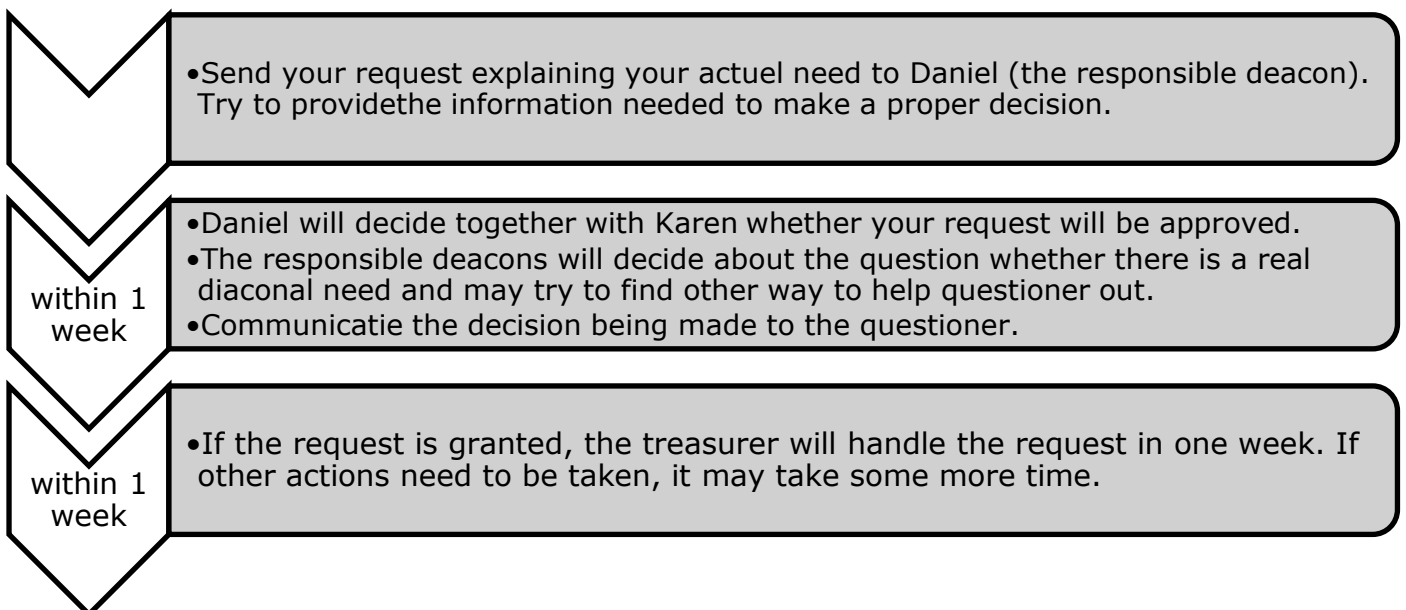 •Send your request explaining your actuel need to Daniel (the responsible deacon).
Try to providethe information needed to make a proper decision.
within 1
week
•Daniel will decide together with Karen whether your request will be approved.
•The responsible deacons will decide about the question whether there is a real
diaconal need and may try to find other way to help questioner out.
•Communicatie the decision being made to the questioner.
within 1
week
•If the request is granted, the treasurer will handle the request in one week. If
other actions need to be taken, it may take some more time.